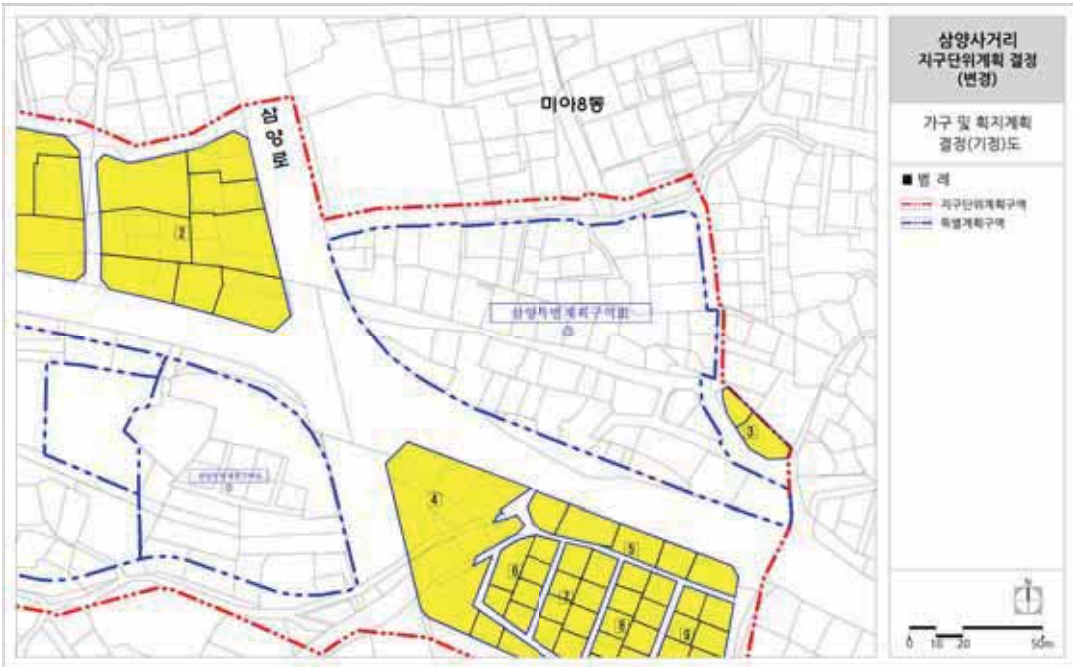 삼양사거리
지구단위계획 결정
(변경)
가구 및 획지계획
결정(기정)도
■ 범 례
지구단위계획구역
특별계획구역
미아8동
삼양로
2
3
4
5
6
7
8
9
N
0 10 20 50m